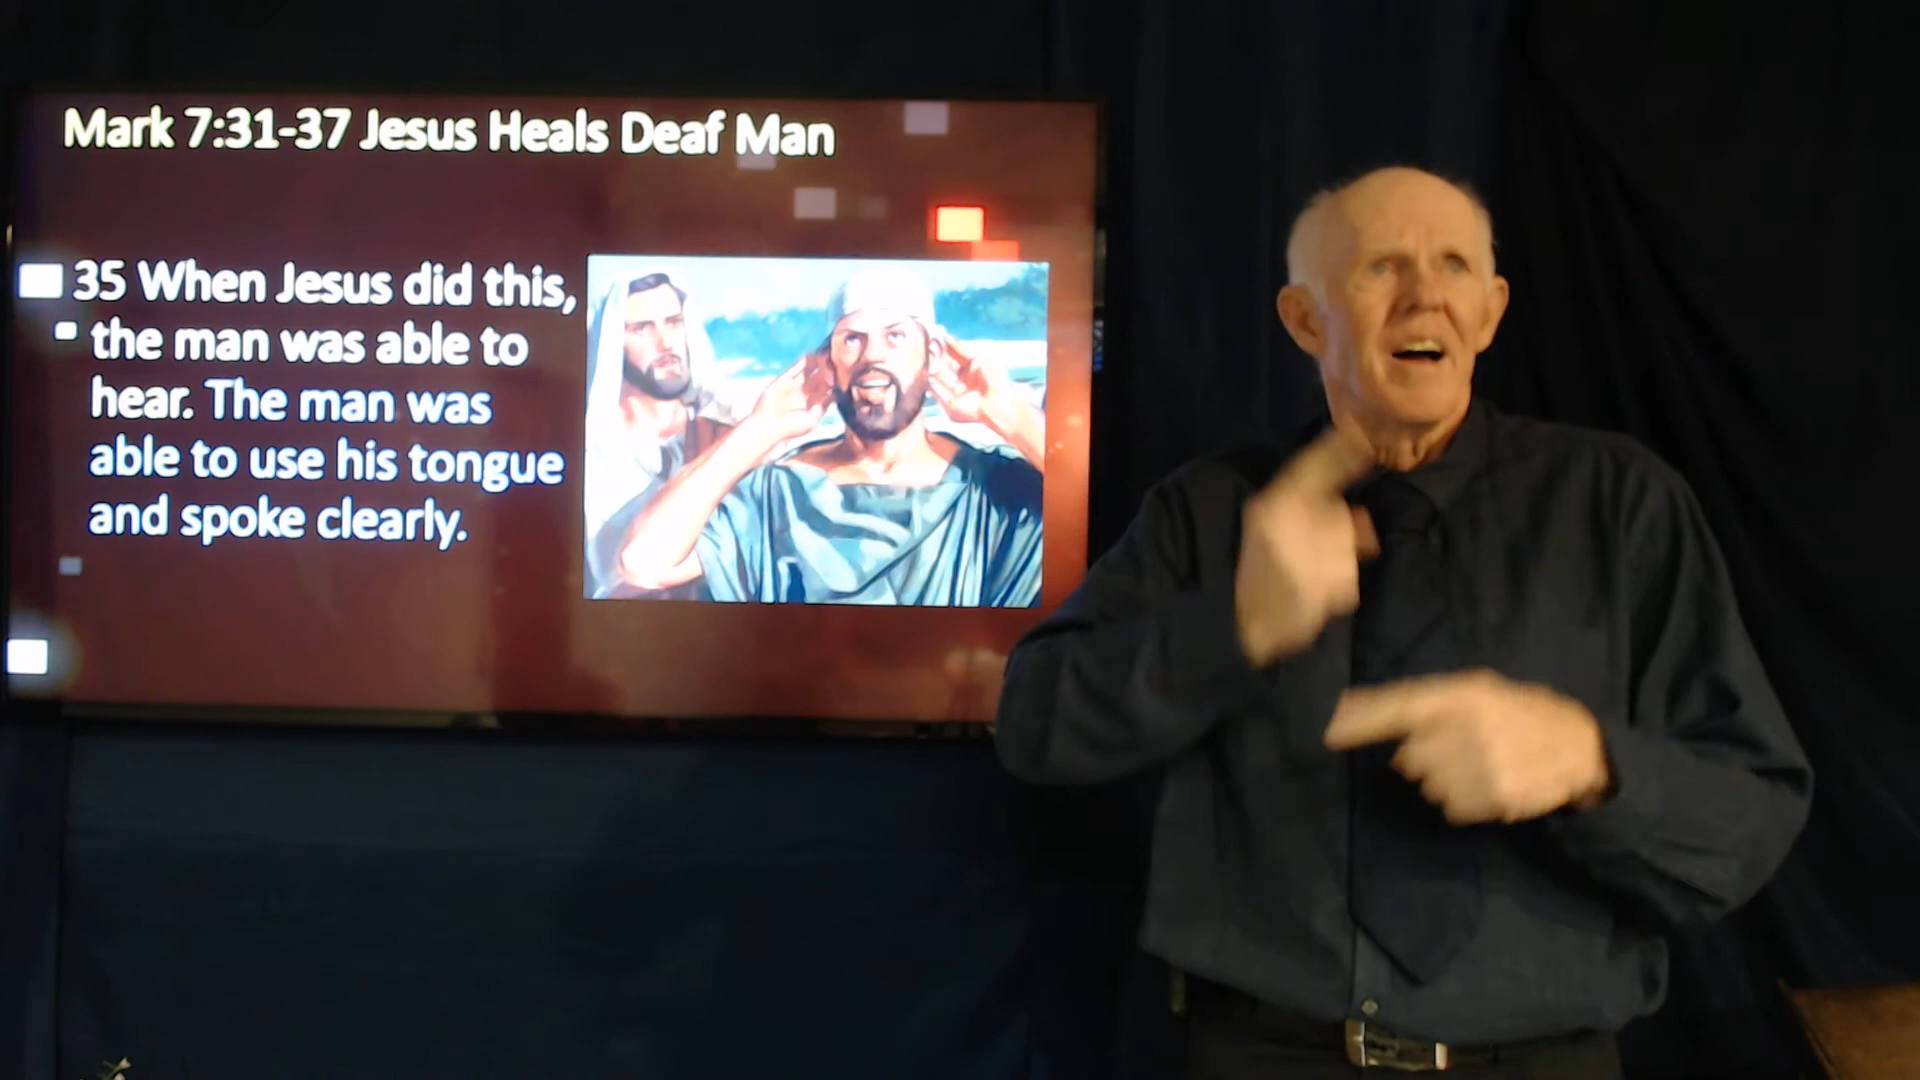 Mark 7:31-37 Jesus Heals Deaf Man
35 When Jesus did this,
the man was able to
hear. The man was
able to use his tongue
and spoke clearly.